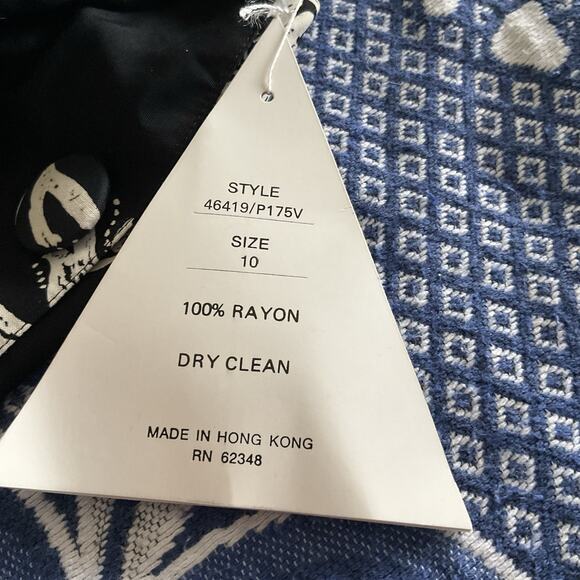 STYLE
46419/P175V
SIZE
10
100% RAYON
DRY CLEAN
MADE IN HONG KONG
RN 62348